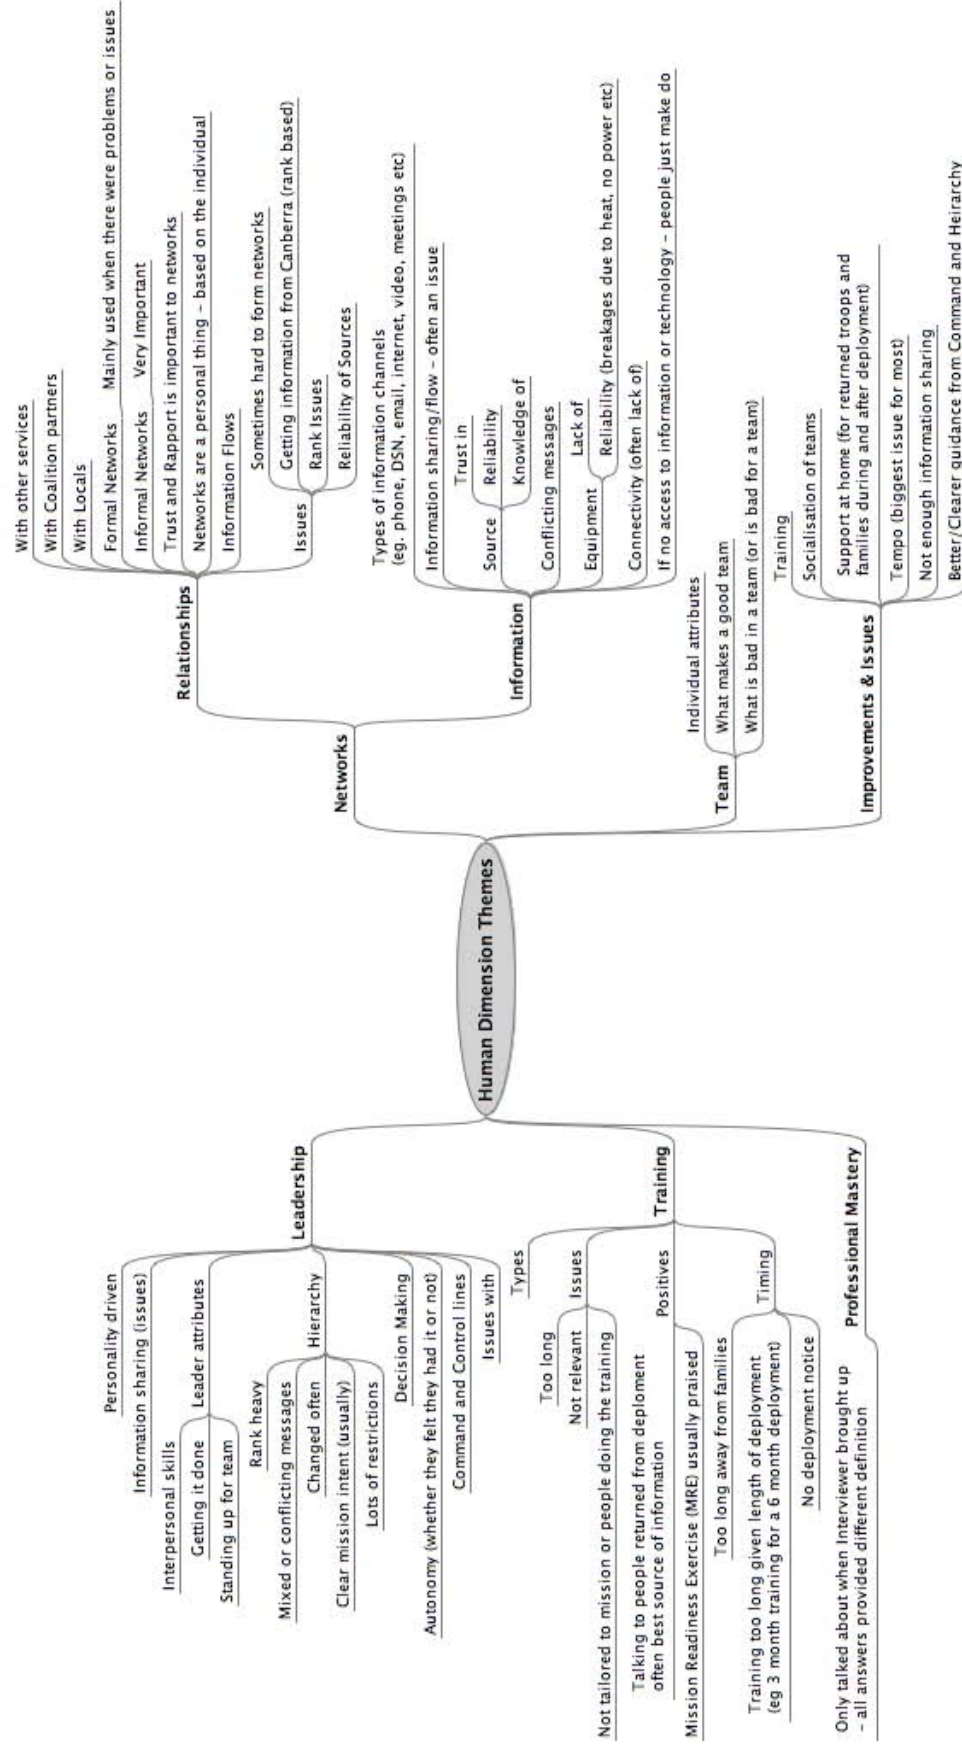 Human Dimension Themes
Leadership
Personality driven
Information sharing (issues)
Leader attributes
Interpersonal skills
Getting it done
Standing up for team
Hierarchy
Rank heavy
Mixed or conflicting messages
Changed often
Clear mission intent (usually)
Lots of restrictions
Decision Making
Autonomy (whether they felt they had it or not)
Command and Control lines
Issues with
Training
Types
Issues
Too long
Not relevant
Not tailored to mission or people doing the training
Positives
Talking to people returned from deploment
often best source of information
Mission Readiness Exercise (MRE) usually praised
Timing
Too long away from families
Training too long given length of deployment
(eg 3 month training for a 6 month deployment)
No deployment notice
Professional Mastery
Only talked about when Interviewer brought up
– all answers provided different definition
Networks
Relationships
With other services
With Coalition partners
With Locals
Formal Networks
Mainly used when there were problems or issues
Informal Networks
Very Important
Trust and Rapport is important to networks
Networks are a personal thing – based on the individual
Information Flows
Issues
Sometimes hard to form networks
Getting information from Canberra (rank based)
Rank Issues
Reliability of Sources
Information
Types of information channels
(eg. phone, DSN, email, internet, video, meetings etc)
Information sharing/flow – often an issue
Source
Trust in
Reliability
Knowledge of
Conflicting messages
Equipment
Lack of
Reliability (breakages due to heat, no power etc)
Connectivity (often lack of)
If no access to information or technology – people just make do
Team
Individual attributes
What makes a good team
What is bad in a team (or is bad for a team)
Improvements & Issues
Training
Socialisation of teams
Support at home (for returned troops and
families during and after deployment)
Tempo (biggest issue for most)
Not enough information sharing
Better/Clearer guidance from Command and Heirarchy